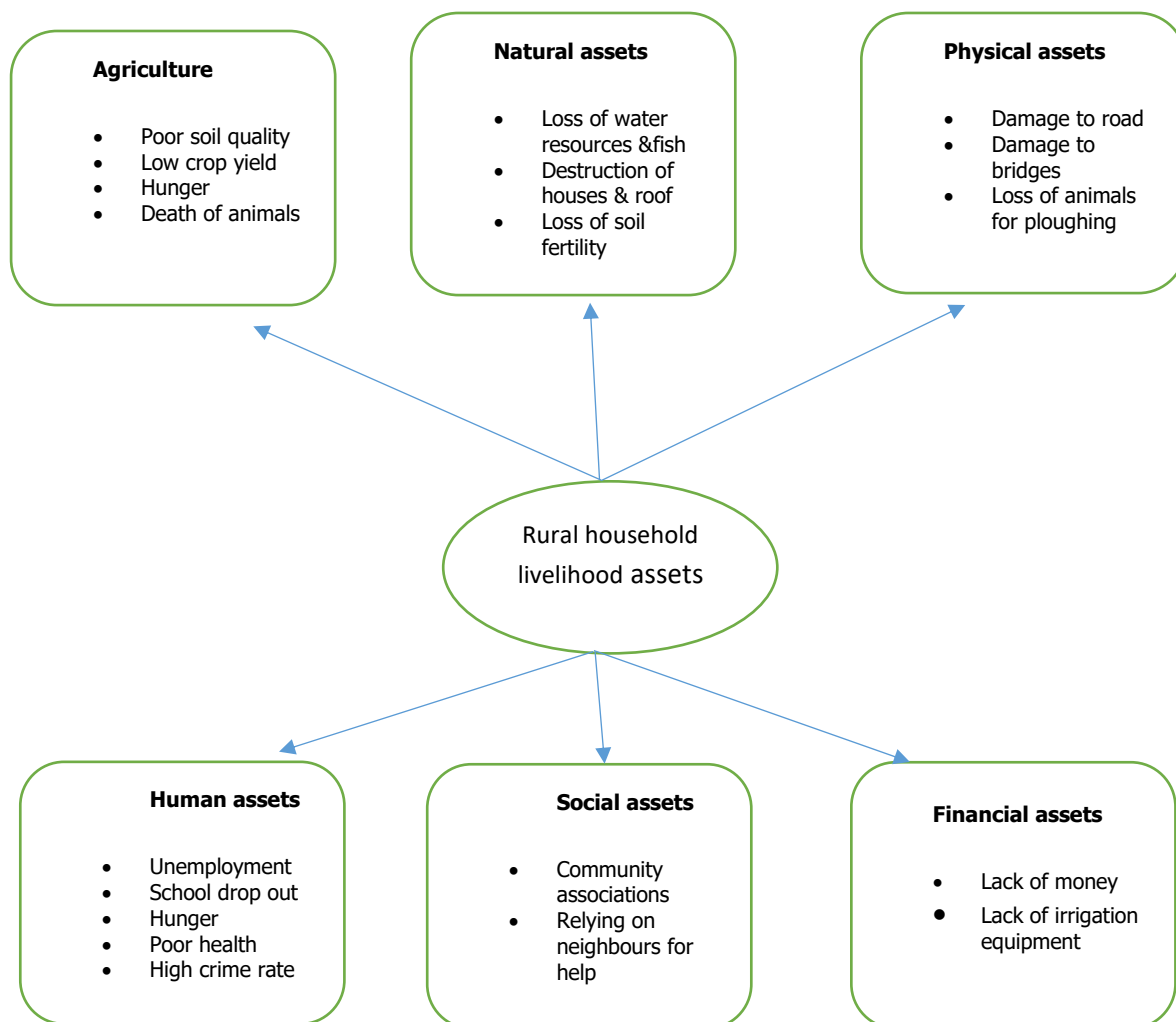 Agriculture
• Poor soil quality
• Low crop yield
• Hunger
• Death of animals
Natural assets
• Loss of water
resources &fish
• Destruction of
houses & roof
• Loss of soil
fertility
Physical assets
• Damage to road
• Damage to
bridges
• Loss of animals
for ploughing
Rural household
livelihood assets
Human assets
• Unemployment
• School drop out
• Hunger
• Poor health
• High crime rate
Social assets
• Community
associations
• Relying on
neighbours for
help
Financial assets
• Lack of money
• Lack of irrigation
equipment